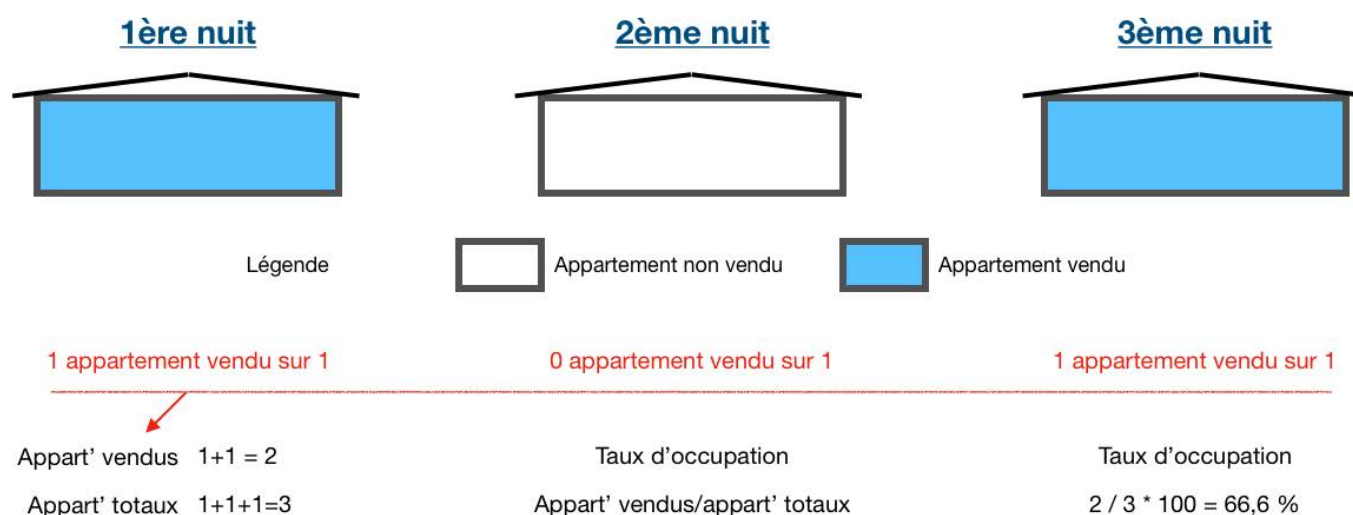 1ère nuit
2ème nuit
3ème nuit
Légende
Appartement non vendu
Appartement vendu
1 appartement vendu sur 1
0 appartement vendu sur 1
1 appartement vendu sur 1
Appart’ vendus 1+1 = 2
Taux d’occupation
Taux d’occupation
Appart’ totaux 1+1+1=3
Appart’ vendus/appart’ totaux
2 / 3 * 100 = 66,6 %